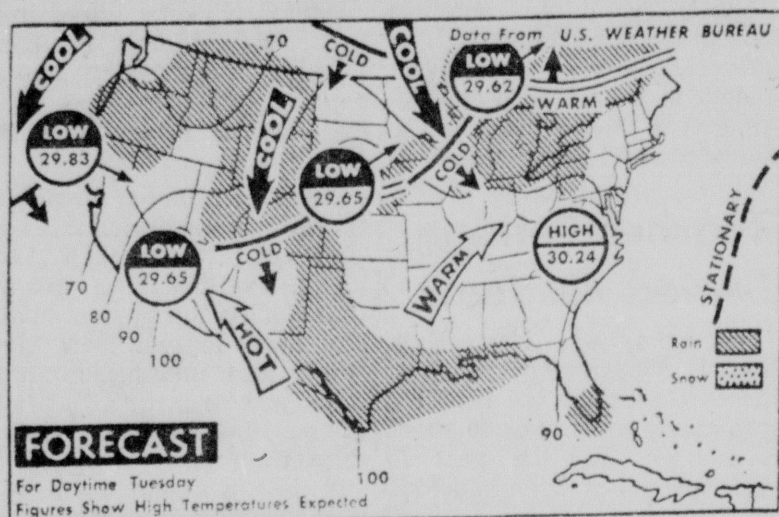 Data From U.S. WEATHER BUREAU
70
COLD
COOL
COOL
LOW
29.62
WARM
LOW
29.83
COOL
COLD
LOW
29.65
HIGH
30.24
STATIONARY
LOW
29.65
COLD
WARM
70
80
90
100
HOT
Rain
Snow
FORECAST
90
100
For Daytime Tuesday
Figures Show High Temperatures Expected